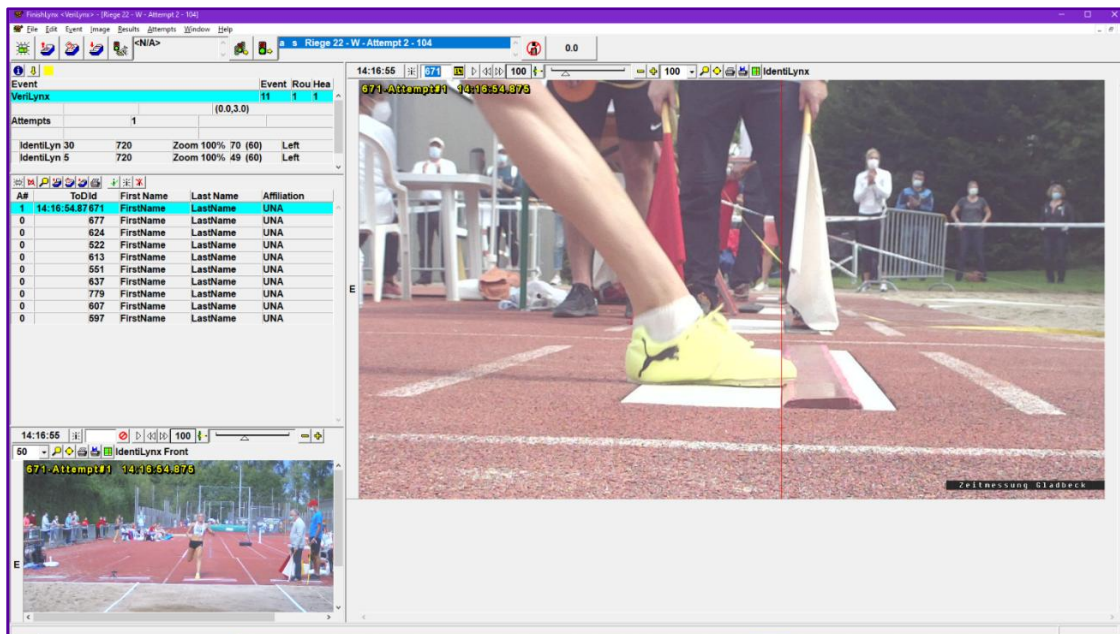 FinishLynx <VeriLynx> - [Riege 22 - W - Attempt 2 - 104]
File Edit Event Image Results Attempts Window Help
<N/A>
a s Riege 22 - W - Attempt 2 - 104
0.0
Event Event Rou Hea
VeriLynx 11 1 1
(0.0,3.0)
Attempts 1
IdentiLyn 30 720 Zoom 100% 70 (60) Left
IdentiLyn 5 720 Zoom 100% 49 (60) Left
A# ToD Id First Name Last Name Affiliation
1 14:16:54.87 671 FirstName LastName UNA
0 677 FirstName LastName UNA
0 624 FirstName LastName UNA
0 522 FirstName LastName UNA
0 613 FirstName LastName UNA
0 551 FirstName LastName UNA
0 637 FirstName LastName UNA
0 779 FirstName LastName UNA
0 607 FirstName LastName UNA
0 597 FirstName LastName UNA
14:16:55 100
50 IdentiLynx Front
671-Attempt#1 14:16:54.875
E
14:16:55 671 100 100 IdentiLynx
671-Attempt#1 14:16:54.875
E
Zeitmessung Gladbeck